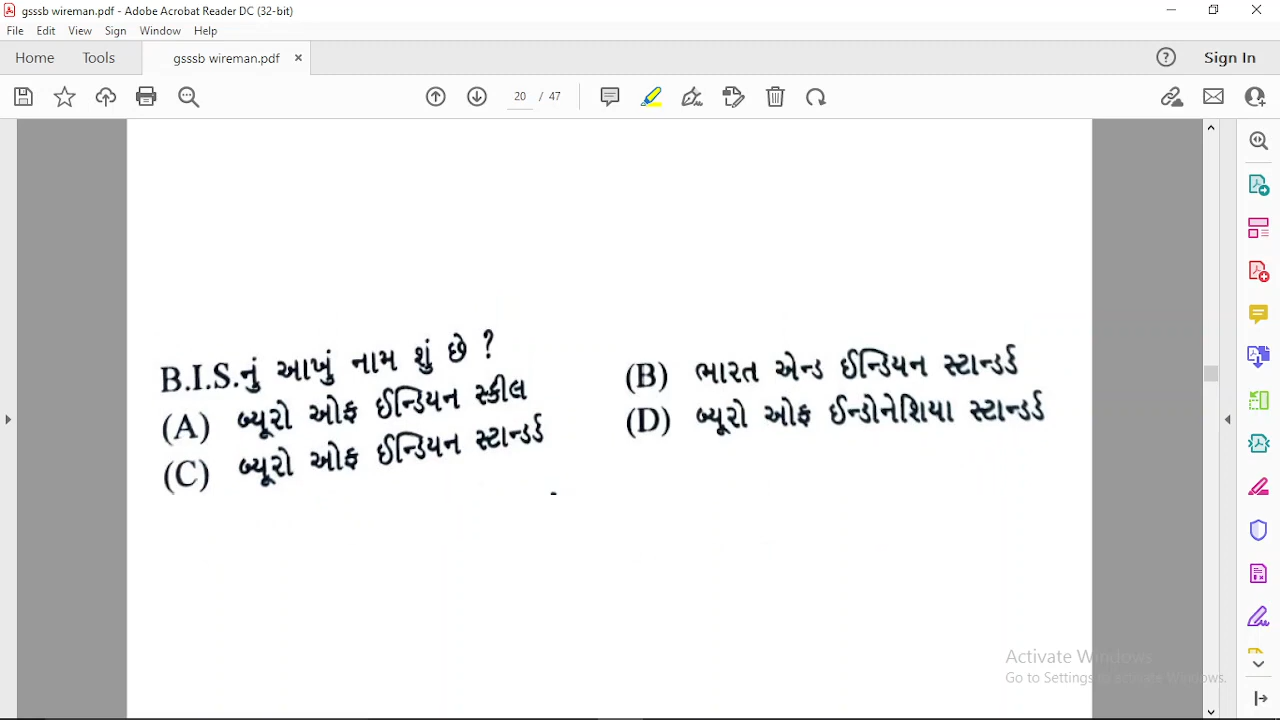 gsssb wireman.pdf - Adobe Acrobat Reader DC (32-bit)
File Edit View Sign Window Help
Home Tools gsssb wireman.pdf × Sign In
20 / 47
B.I.S.નું આખું નામ શું છે ?
(A) બ્યૂરો ઓફ ઈન્ડિયન સ્કીલ
(B) ભારત એન્ડ ઈન્ડિયન સ્ટાન્ડર્ડ
(C) બ્યૂરો ઓફ ઈન્ડિયન સ્ટાન્ડર્ડ
(D) બ્યૂરો ઓફ ઈન્ડોનેશિયા સ્ટાન્ડર્ડ
Activate Windows
Go to Settings to activate Windows.